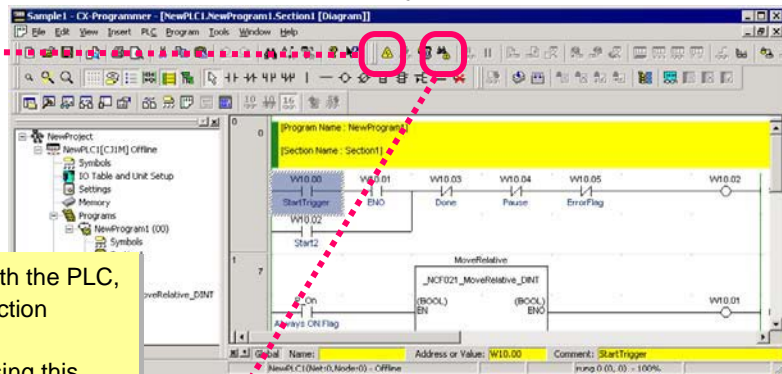 Sample1 - CX-Programmer - [NewPLC1.NewProgram1.Section1 [Diagram]]
File Edit View Insert PLC Program Tools Window Help
NewProject
NewPLC1[CJ1M] Offline
Symbols
IO Table and Unit Setup
Settings
Memory
Programs
NewProgram1 (00)
Symbols
oveRelative_DINT
th the PLC,
ction
ing this
0
0
[Program Name : NewProgram1]
[Section Name : Section1]
W10.00 W10.01 W10.03 W10.04 W10.05 W10.02
StartTrigger ENO Done Pause ErrorFlag
W10.02
Start2
1
7
MoveRelative
_NCF021_MoveRelative_DINT
P_On
(BOOL) (BOOL)
EN ENO
W10.01
Always ON Flag
Global Name: Address or Value: W10.00 Comment: StartTrigger
NewPLC1(Net:0,Node:0) - Offline rung 0 (0, 0) - 100%